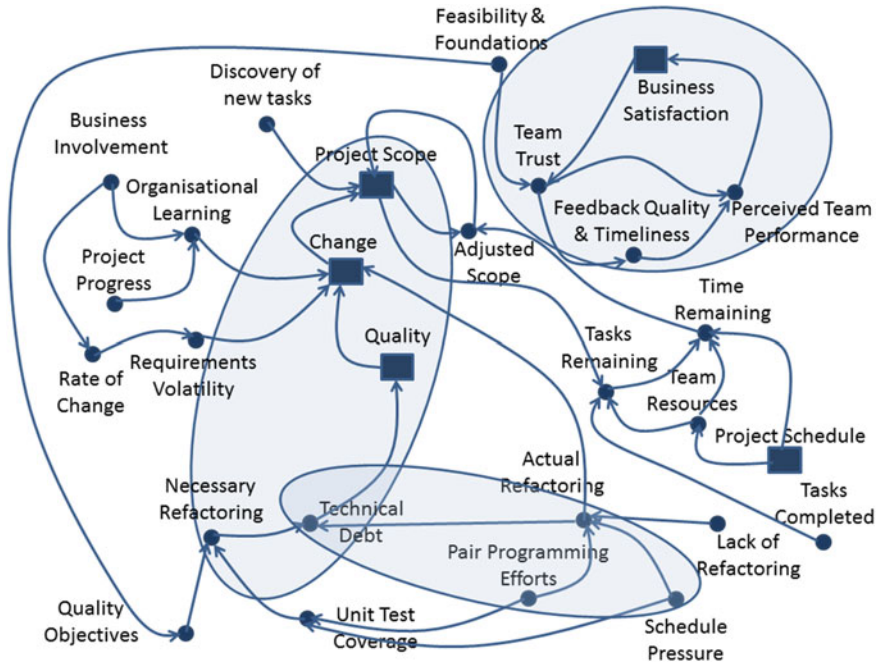 Feasibility &
Foundations
Discovery of
new tasks
Business
Satisfaction
Business
Involvement
Team
Trust
Project Scope
Organisational
Learning
Feedback Quality
& Timeliness
Perceived Team
Performance
Change
Adjusted
Scope
Project
Progress
Time
Remaining
Quality
Tasks
Remaining
Rate of
Change
Requirements
Volatility
Team
Resources
Project Schedule
Actual
Refactoring
Necessary
Refactoring
Technical
Debt
Tasks
Completed
Lack of
Refactoring
Pair Programming
Efforts
Quality
Objectives
Unit Test
Coverage
Schedule
Pressure